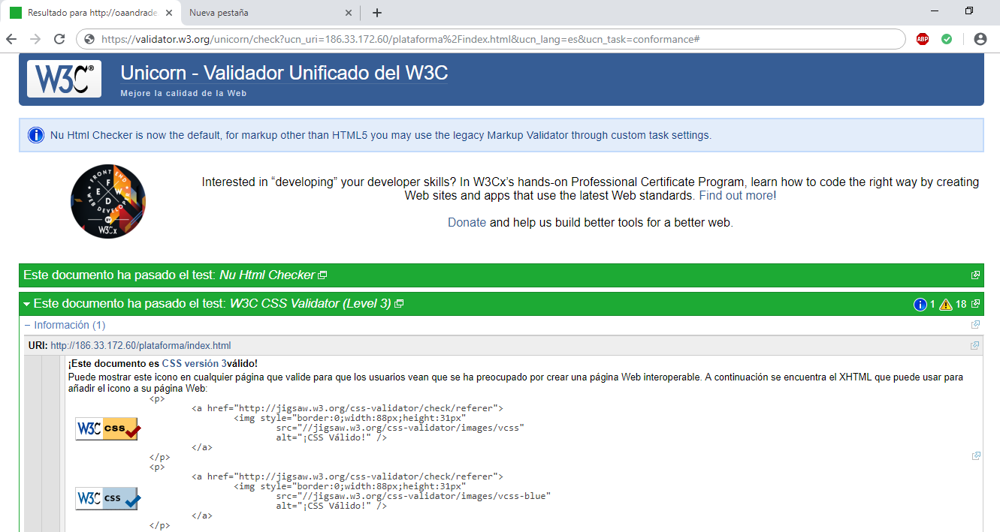 Resultado para http://oaandrade
Nueva pestaña
https://validator.w3.org/unicorn/check?ucn_uri=186.33.172.60/plataforma%2Findex.html&ucn_lang=es&ucn_task=conformance#
ABP
W3C®
Unicorn - Validador Unificado del W3C
Mejore la calidad de la Web
Nu Html Checker is now the default, for markup other than HTML5 you may use the legacy Markup Validator through custom task settings.
FRONT END
F
E W
D
WEB DEVELOPER
BY
W3Cx
Interested in “developing” your developer skills? In W3Cx’s hands-on Professional Certificate Program, learn how to code the right way by creating
Web sites and apps that use the latest Web standards. Find out more!
Donate and help us build better tools for a better web.
Este documento ha pasado el test: Nu Html Checker
Este documento ha pasado el test: W3C CSS Validator (Level 3)
1 18
− Información (1)
URI: http://186.33.172.60/plataforma/index.html
¡Este documento es CSS versión 3válido!
Puede mostrar este icono en cualquier página que valide para que los usuarios vean que se ha preocupado por crear una página Web interoperable. A continuación se encuentra el XHTML que puede usar para
añadir el icono a su página Web:
<p>
<a href="http://jigsaw.w3.org/css-validator/check/referer">
<img style="border:0;width:88px;height:31px"
src="//jigsaw.w3.org/css-validator/images/vcss"
alt="¡CSS Válido!" />
</a>
</p>
W3C css
<p>
<a href="http://jigsaw.w3.org/css-validator/check/referer">
<img style="border:0;width:88px;height:31px"
src="//jigsaw.w3.org/css-validator/images/vcss-blue"
alt="¡CSS Válido!" />
</a>
</p>
W3C css